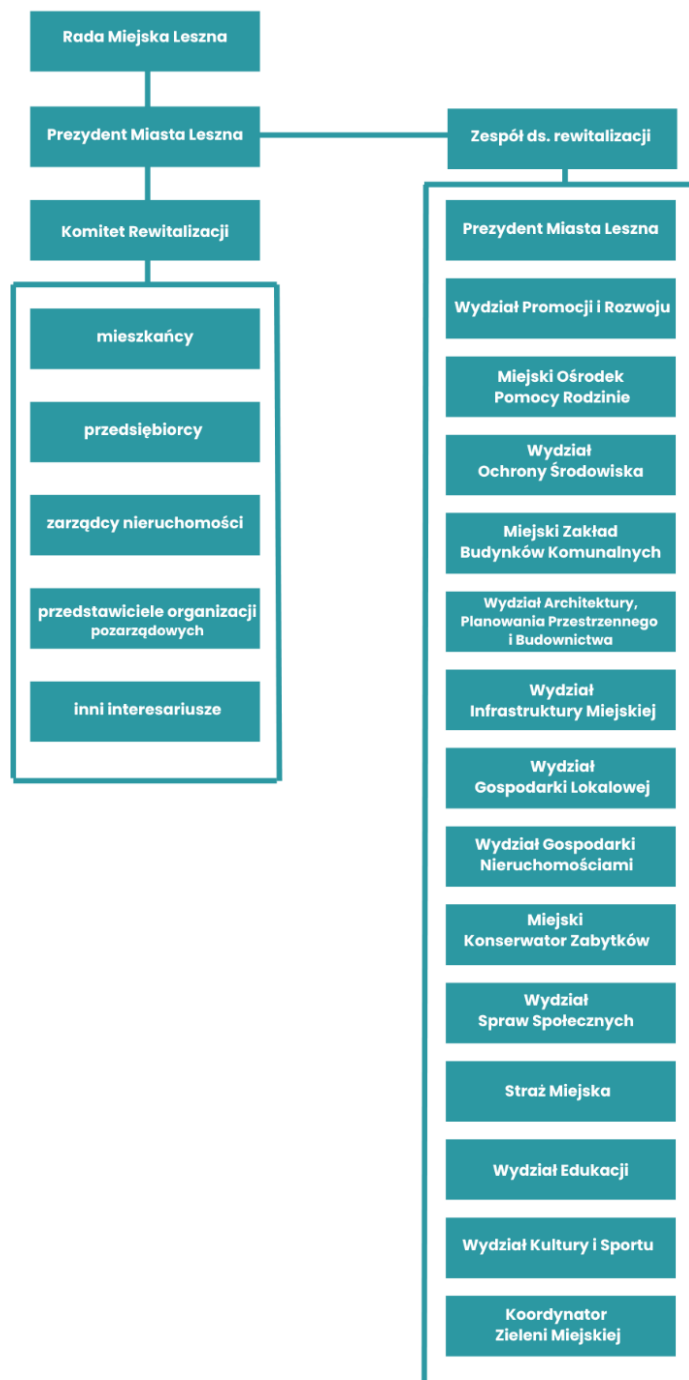 Rada Miejska Leszna
Prezydent Miasta Leszna
Komitet Rewitalizacji
mieszkańcy
przedsiębiorcy
zarządcy nieruchomości
przedstawiciele organizacji
pozarządowych
inni interesariusze
Zespół ds. rewitalizacji
Prezydent Miasta Leszna
Wydział Promocji i Rozwoju
Miejski Ośrodek
Pomocy Rodzinie
Wydział
Ochrony Środowiska
Miejski Zakład
Budynków Komunalnych
Wydział Architektury,
Planowania Przestrzennego
i Budownictwa
Wydział
Infrastruktury Miejskiej
Wydział
Gospodarki Lokalowej
Wydział Gospodarki
Nieruchomościami
Miejski
Konserwator Zabytków
Wydział
Spraw Społecznych
Straż Miejska
Wydział Edukacji
Wydział Kultury i Sportu
Koordynator
Zieleni Miejskiej